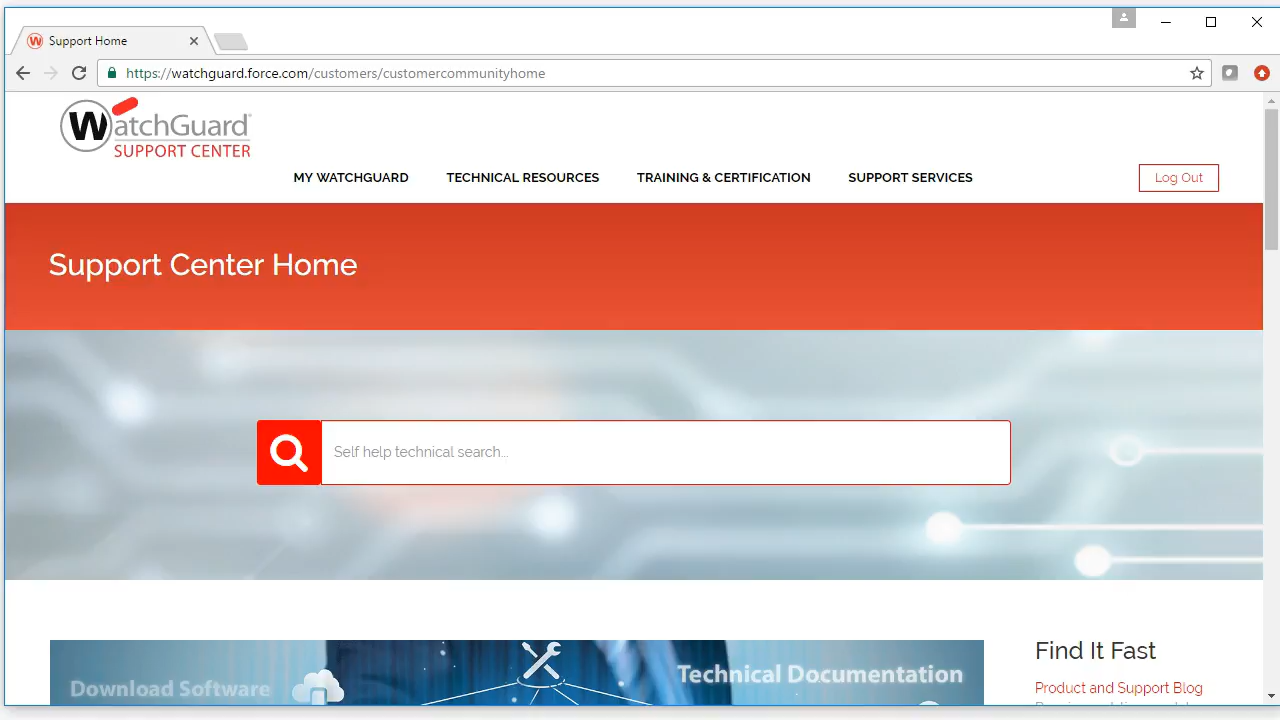 Support Home
https://watchguard.force.com/customers/customercommunityhome
WatchGuard
SUPPORT CENTER
MY WATCHGUARD TECHNICAL RESOURCES TRAINING & CERTIFICATION SUPPORT SERVICES Log Out
Support Center Home
Self help technical search...
Download Software Technical Documentation
Find It Fast
Product and Support Blog